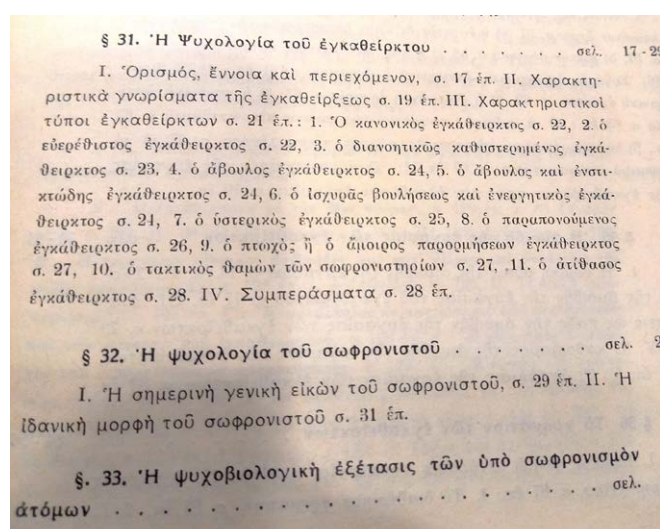 § 31. Ἡ Ψυχολογία τοῦ ἐγκαθείρκτου . . . . . . . σελ. 17-29
I. Ὁρισμός, ἔννοια καὶ περιεχόμενον, σ. 17 ἑπ. II. Χαρακτη-
ριστικὰ γνωρίσματα τῆς ἐγκαθείρξεως σ. 19 ἑπ. III. Χαρακτηριστικοὶ
τύποι ἐγκαθείρκτων σ. 21 ἑπ.: 1. Ὁ κανονικὸς ἐγκάθειρκτος σ. 22, 2. ὁ
εὐερέθιστος ἐγκάθειρκτος σ. 22, 3. ὁ διανοητικῶς καθυστερημένος ἐγκά-
θειρκτος σ. 23, 4. ὁ ἄβουλος ἐγκάθειρκτος σ. 24, 5. ὁ ἄβουλος καὶ ἐνστι-
κτώδης ἐγκάθειρκτος σ. 24, 6. ὁ ἰσχυρᾶς βουλήσεως καὶ ἐνεργητικὸς ἐγκά-
θειρκτος σ. 24, 7. ὁ ὑστερικὸς ἐγκάθειρκτος σ. 25, 8. ὁ παραπονούμενος
ἐγκάθειρκτος σ. 26, 9. ὁ πτωχὸς ἢ ὁ ἄμοιρος παρορμήσεων ἐγκάθειρκτος
σ. 27, 10. ὁ τακτικὸς θαμὼν τῶν σωφρονιστηρίων σ. 27, 11. ὁ ἀτίθασος
ἐγκάθειρκτος σ. 28. IV. Συμπεράσματα σ. 28 ἑπ.
§ 32. Ἡ ψυχολογία τοῦ σωφρονιστοῦ . . . . . . . σελ. 2
I. Ἡ σημερινὴ γενικὴ εἰκὼν τοῦ σωφρονιστοῦ, σ. 29 ἑπ. II. Ἡ
ἰδανικὴ μορφὴ τοῦ σωφρονιστοῦ σ. 31 ἑπ.
§. 33. Ἡ ψυχοβιολογικὴ ἐξέτασις τῶν ὑπὸ σωφρονισμὸν
ἀτόμων . . . . . . . . . . . . . . . . . . σελ.